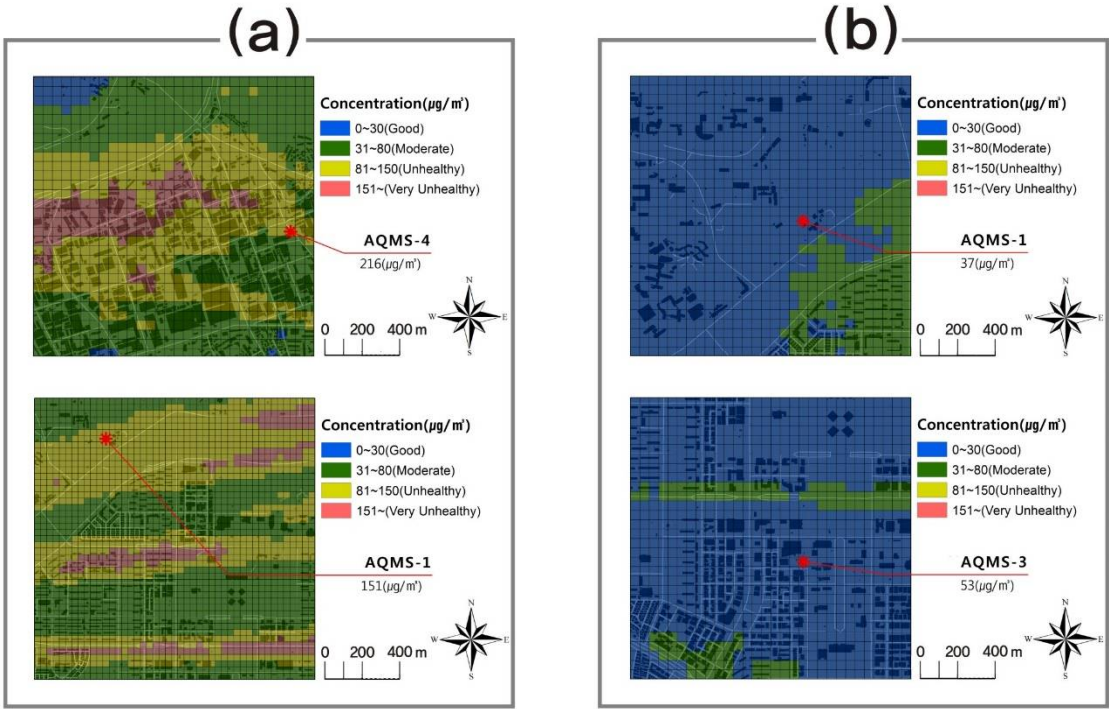 (a)
Concentration(㎍/㎥)
0~30(Good)
31~80(Moderate)
81~150(Unhealthy)
151~(Very Unhealthy)
AQMS-4
216(㎍/㎥)
N
W E
S
0 200 400 m
Concentration(㎍/㎥)
0~30(Good)
31~80(Moderate)
81~150(Unhealthy)
151~(Very Unhealthy)
AQMS-1
151(㎍/㎥)
N
W E
S
0 200 400 m
(b)
Concentration(㎍/㎥)
0~30(Good)
31~80(Moderate)
81~150(Unhealthy)
151~(Very Unhealthy)
AQMS-1
37(㎍/㎥)
N
W E
S
0 200 400 m
Concentration(㎍/㎥)
0~30(Good)
31~80(Moderate)
81~150(Unhealthy)
151~(Very Unhealthy)
AQMS-3
53(㎍/㎥)
N
W E
S
0 200 400 m